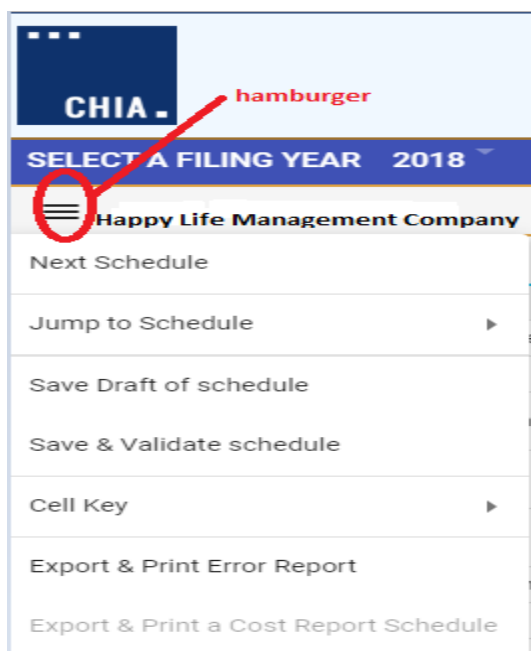 CHIA.
hamburger
SELECT A FILING YEAR 2018
Happy Life Management Company
Next Schedule
Jump to Schedule
Save Draft of schedule
Save & Validate schedule
Cell Key
Export & Print Error Report
Export & Print a Cost Report Schedule